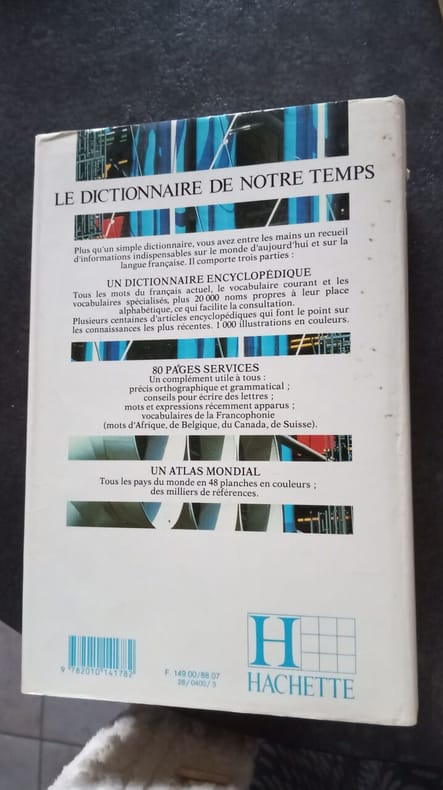 LE DICTIONNAIRE DE NOTRE TEMPS
Plus qu'un simple dictionnaire, vous avez entre les mains un recueil
d'informations indispensables sur le monde d'aujourd'hui et sur la
langue française. Il comporte trois parties :
UN DICTIONNAIRE ENCYCLOPÉDIQUE
Tous les mots du français actuel, le vocabulaire courant et les
vocabulaires spécialisés, plus 20 000 noms propres à leur place
alphabétique, ce qui facilite la consultation.
Plusieurs centaines d'articles encyclopédiques qui font le point sur
les connaissances les plus récentes. 1 000 illustrations en couleurs.
80 PAGES SERVICES
Un complément utile à tous :
précis orthographique et grammatical ;
conseils pour écrire des lettres ;
mots et expressions récemment apparus ;
vocabulaires de la Francophonie
(mots d'Afrique, de Belgique, du Canada, de Suisse).
UN ATLAS MONDIAL
Tous les pays du monde en 48 planches en couleurs ;
des milliers de références.
9 782010 141782
F. 149.00/88.07
28/0400/5
H
HACHETTE